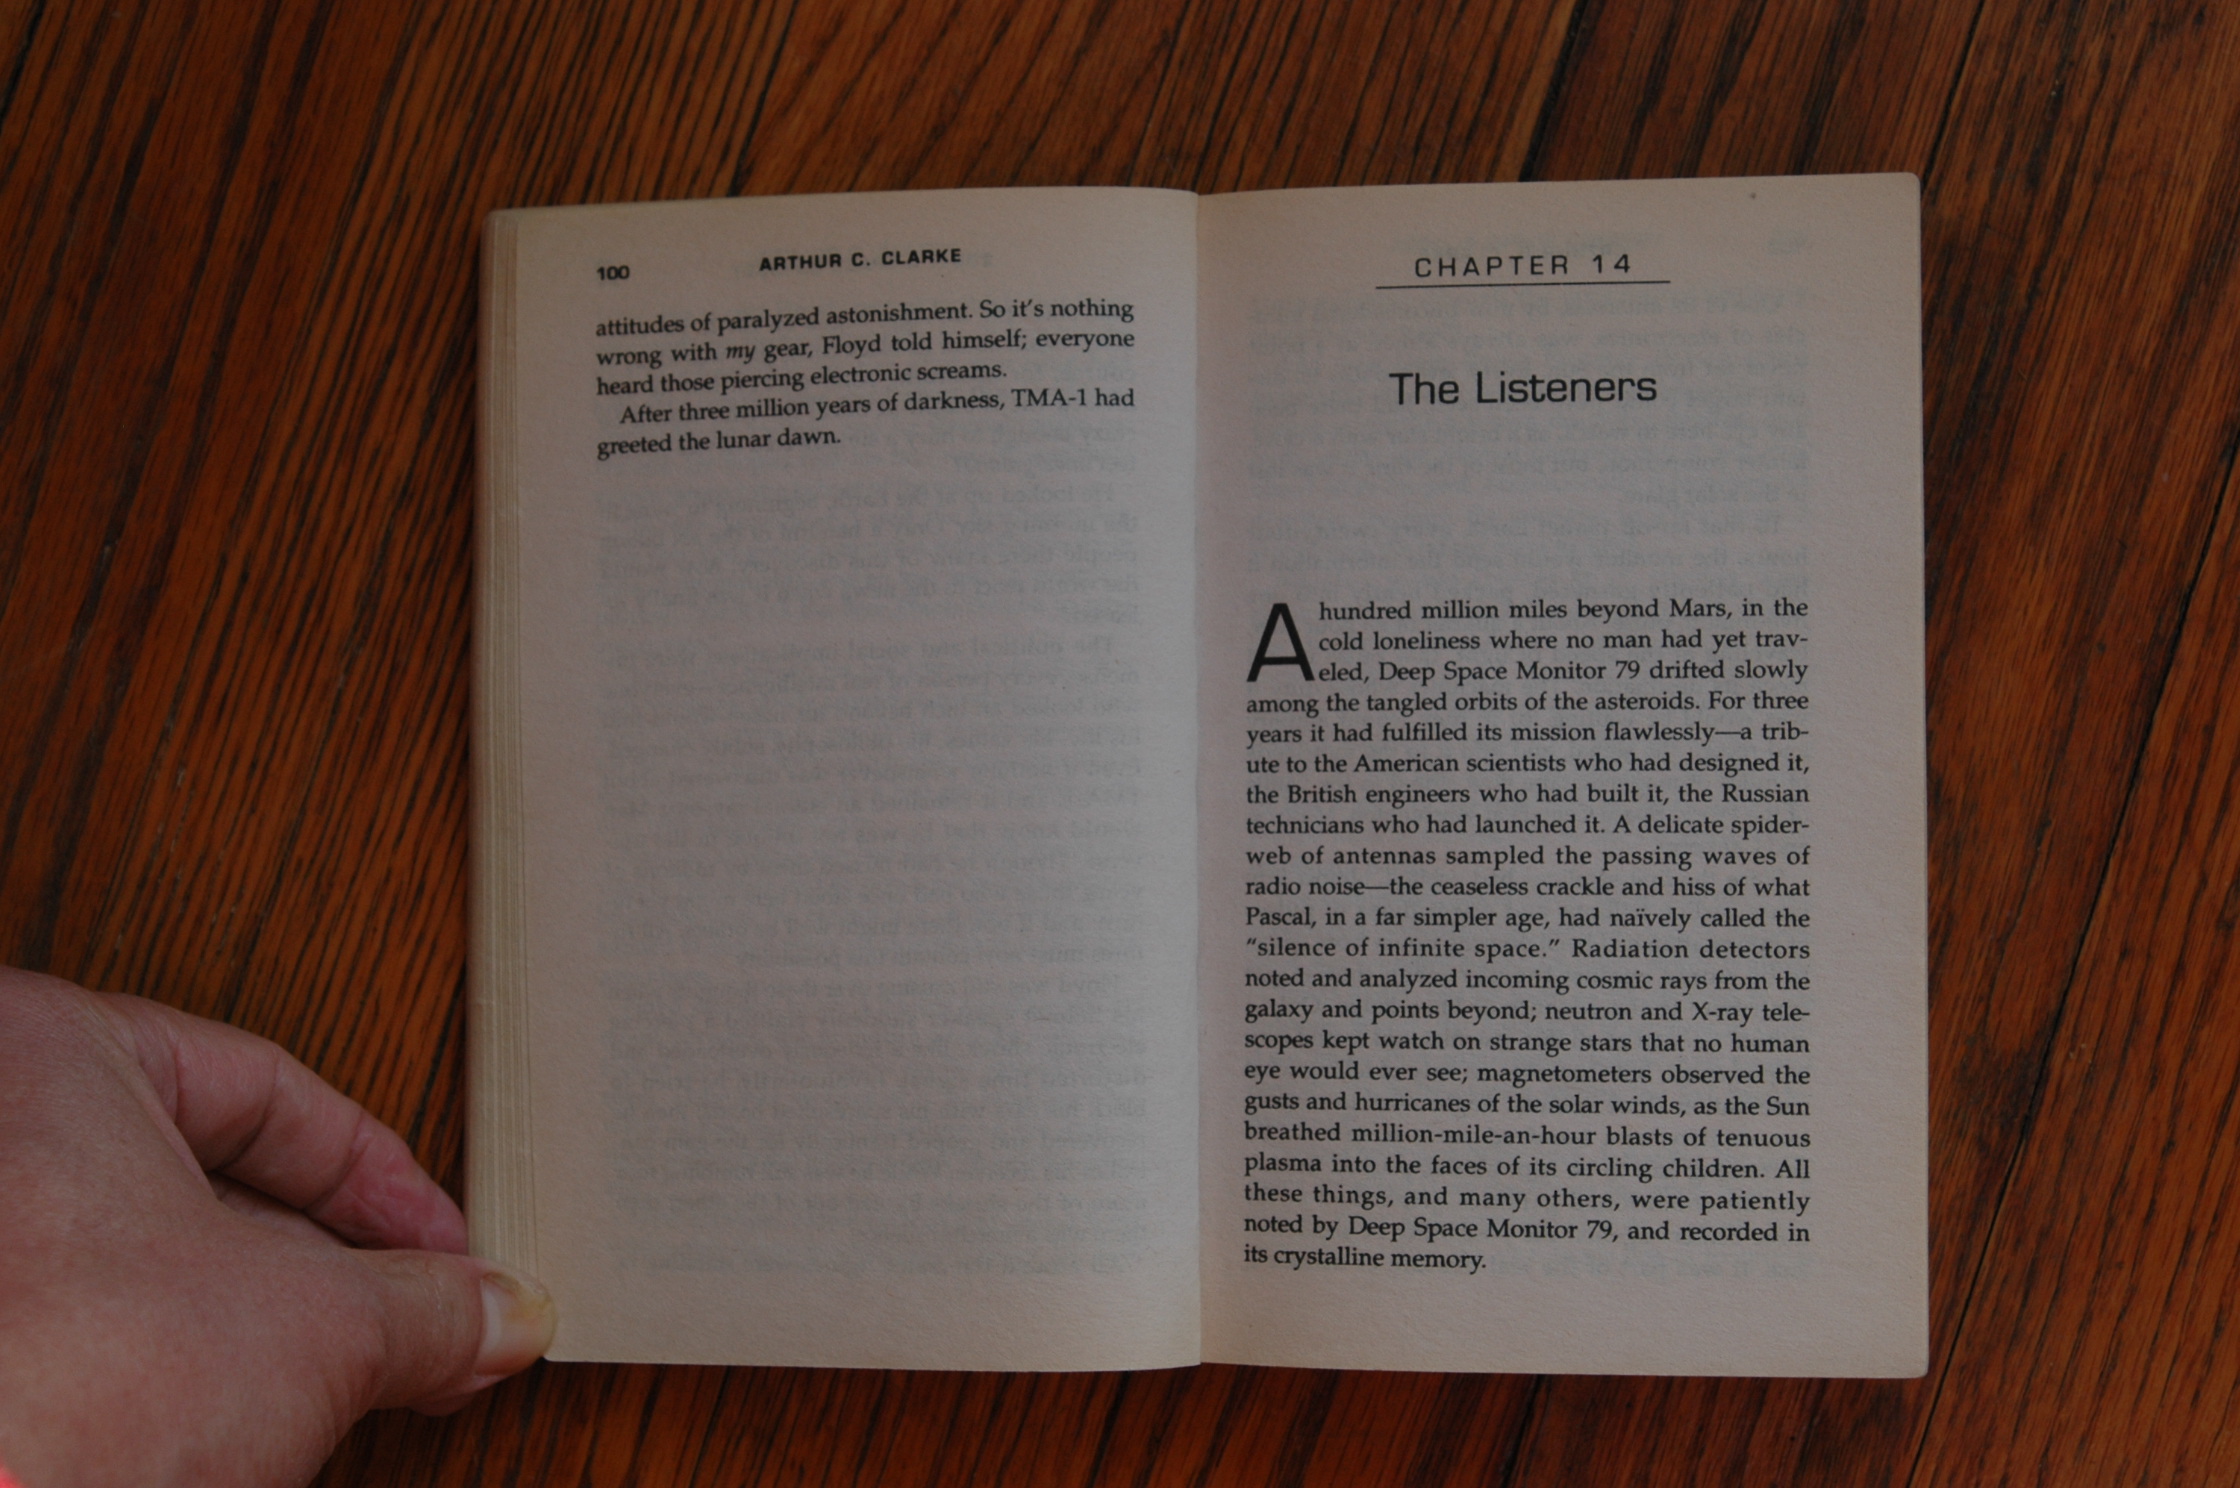 100 ARTHUR C. CLARKE
attitudes of paralyzed astonishment. So it's nothing
wrong with my gear, Floyd told himself; everyone
heard those piercing electronic screams.
After three million years of darkness, TMA-1 had
greeted the lunar dawn.
CHAPTER 14
The Listeners
A hundred million miles beyond Mars, in the
cold loneliness where no man had yet trav-
eled, Deep Space Monitor 79 drifted slowly
among the tangled orbits of the asteroids. For three
years it had fulfilled its mission flawlessly—a trib-
ute to the American scientists who had designed it,
the British engineers who had built it, the Russian
technicians who had launched it. A delicate spider-
web of antennas sampled the passing waves of
radio noise—the ceaseless crackle and hiss of what
Pascal, in a far simpler age, had naïvely called the
"silence of infinite space." Radiation detectors
noted and analyzed incoming cosmic rays from the
galaxy and points beyond; neutron and X-ray tele-
scopes kept watch on strange stars that no human
eye would ever see; magnetometers observed the
gusts and hurricanes of the solar winds, as the Sun
breathed million-mile-an-hour blasts of tenuous
plasma into the faces of its circling children. All
these things, and many others, were patiently
noted by Deep Space Monitor 79, and recorded in
its crystalline memory.